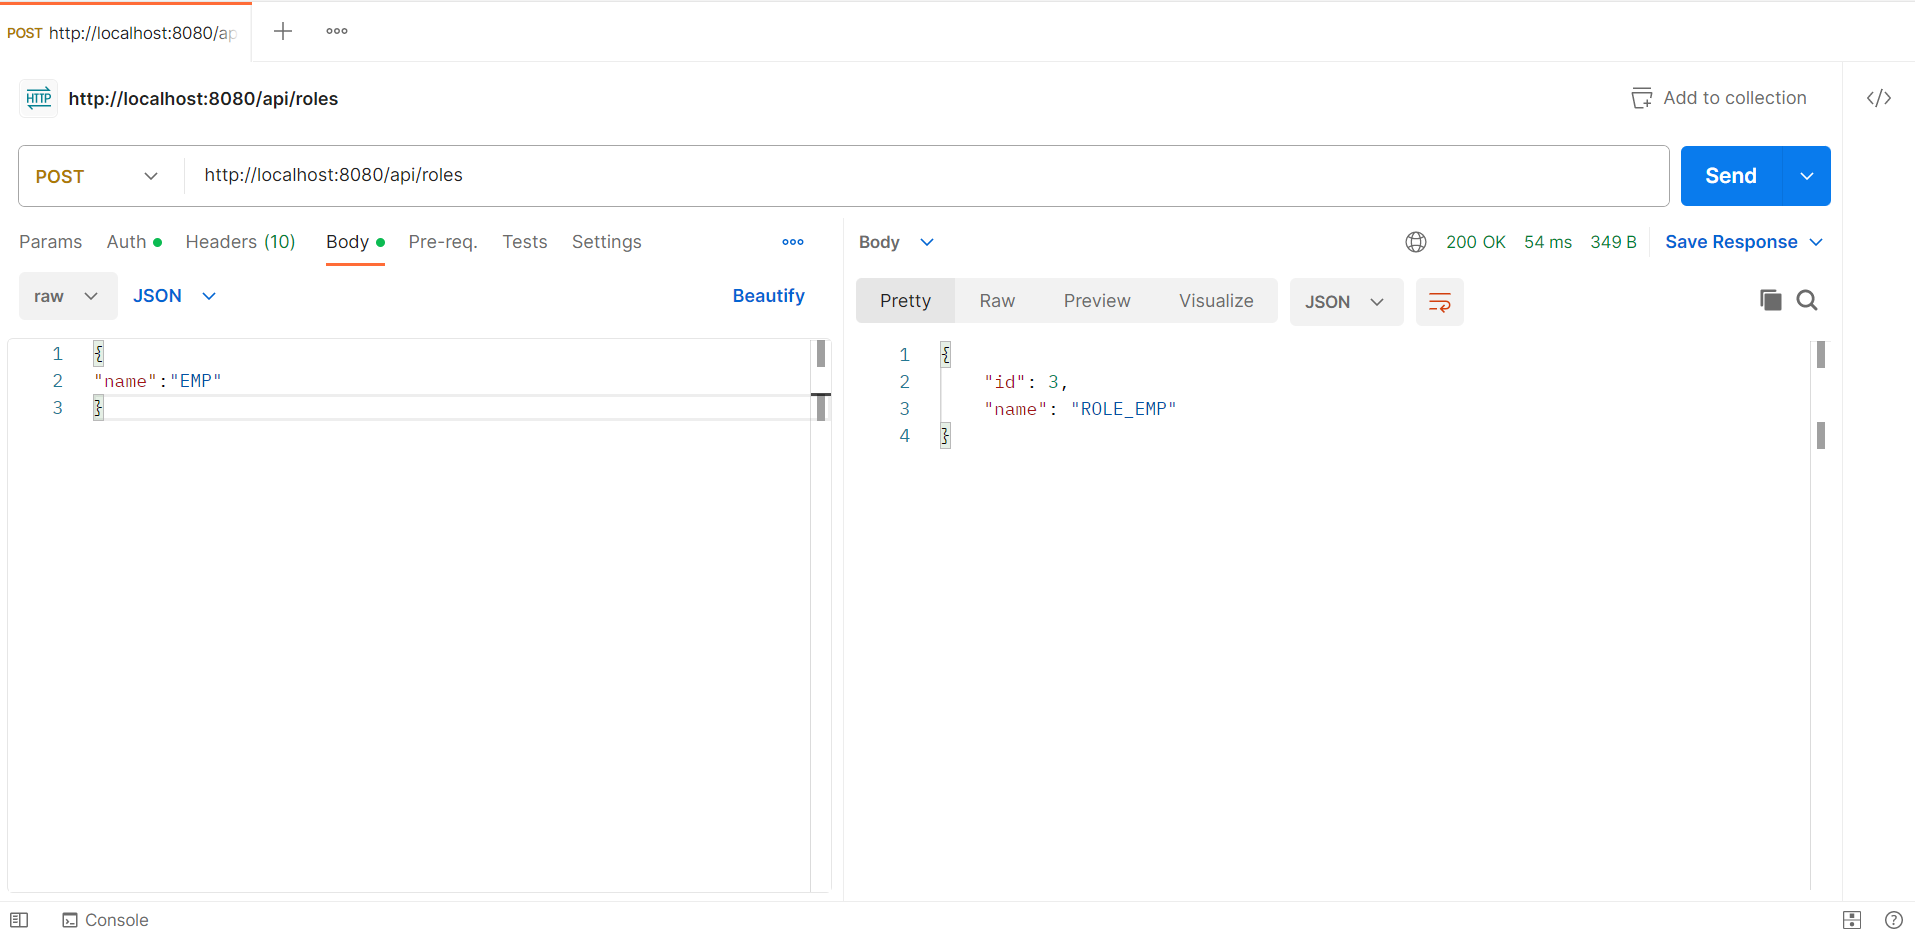 POST http://localhost:8080/ap
HTTP http://localhost:8080/api/roles
Add to collection
POST http://localhost:8080/api/roles
Send
Params Auth Headers (10) Body Pre-req. Tests Settings
Body 200 OK 54 ms 349 B Save Response
raw JSON Beautify
Pretty Raw Preview Visualize JSON
1 {
2 "name":"EMP"
3 }
1 {
2 "id": 3,
3 "name": "ROLE_EMP"
4 }
Console